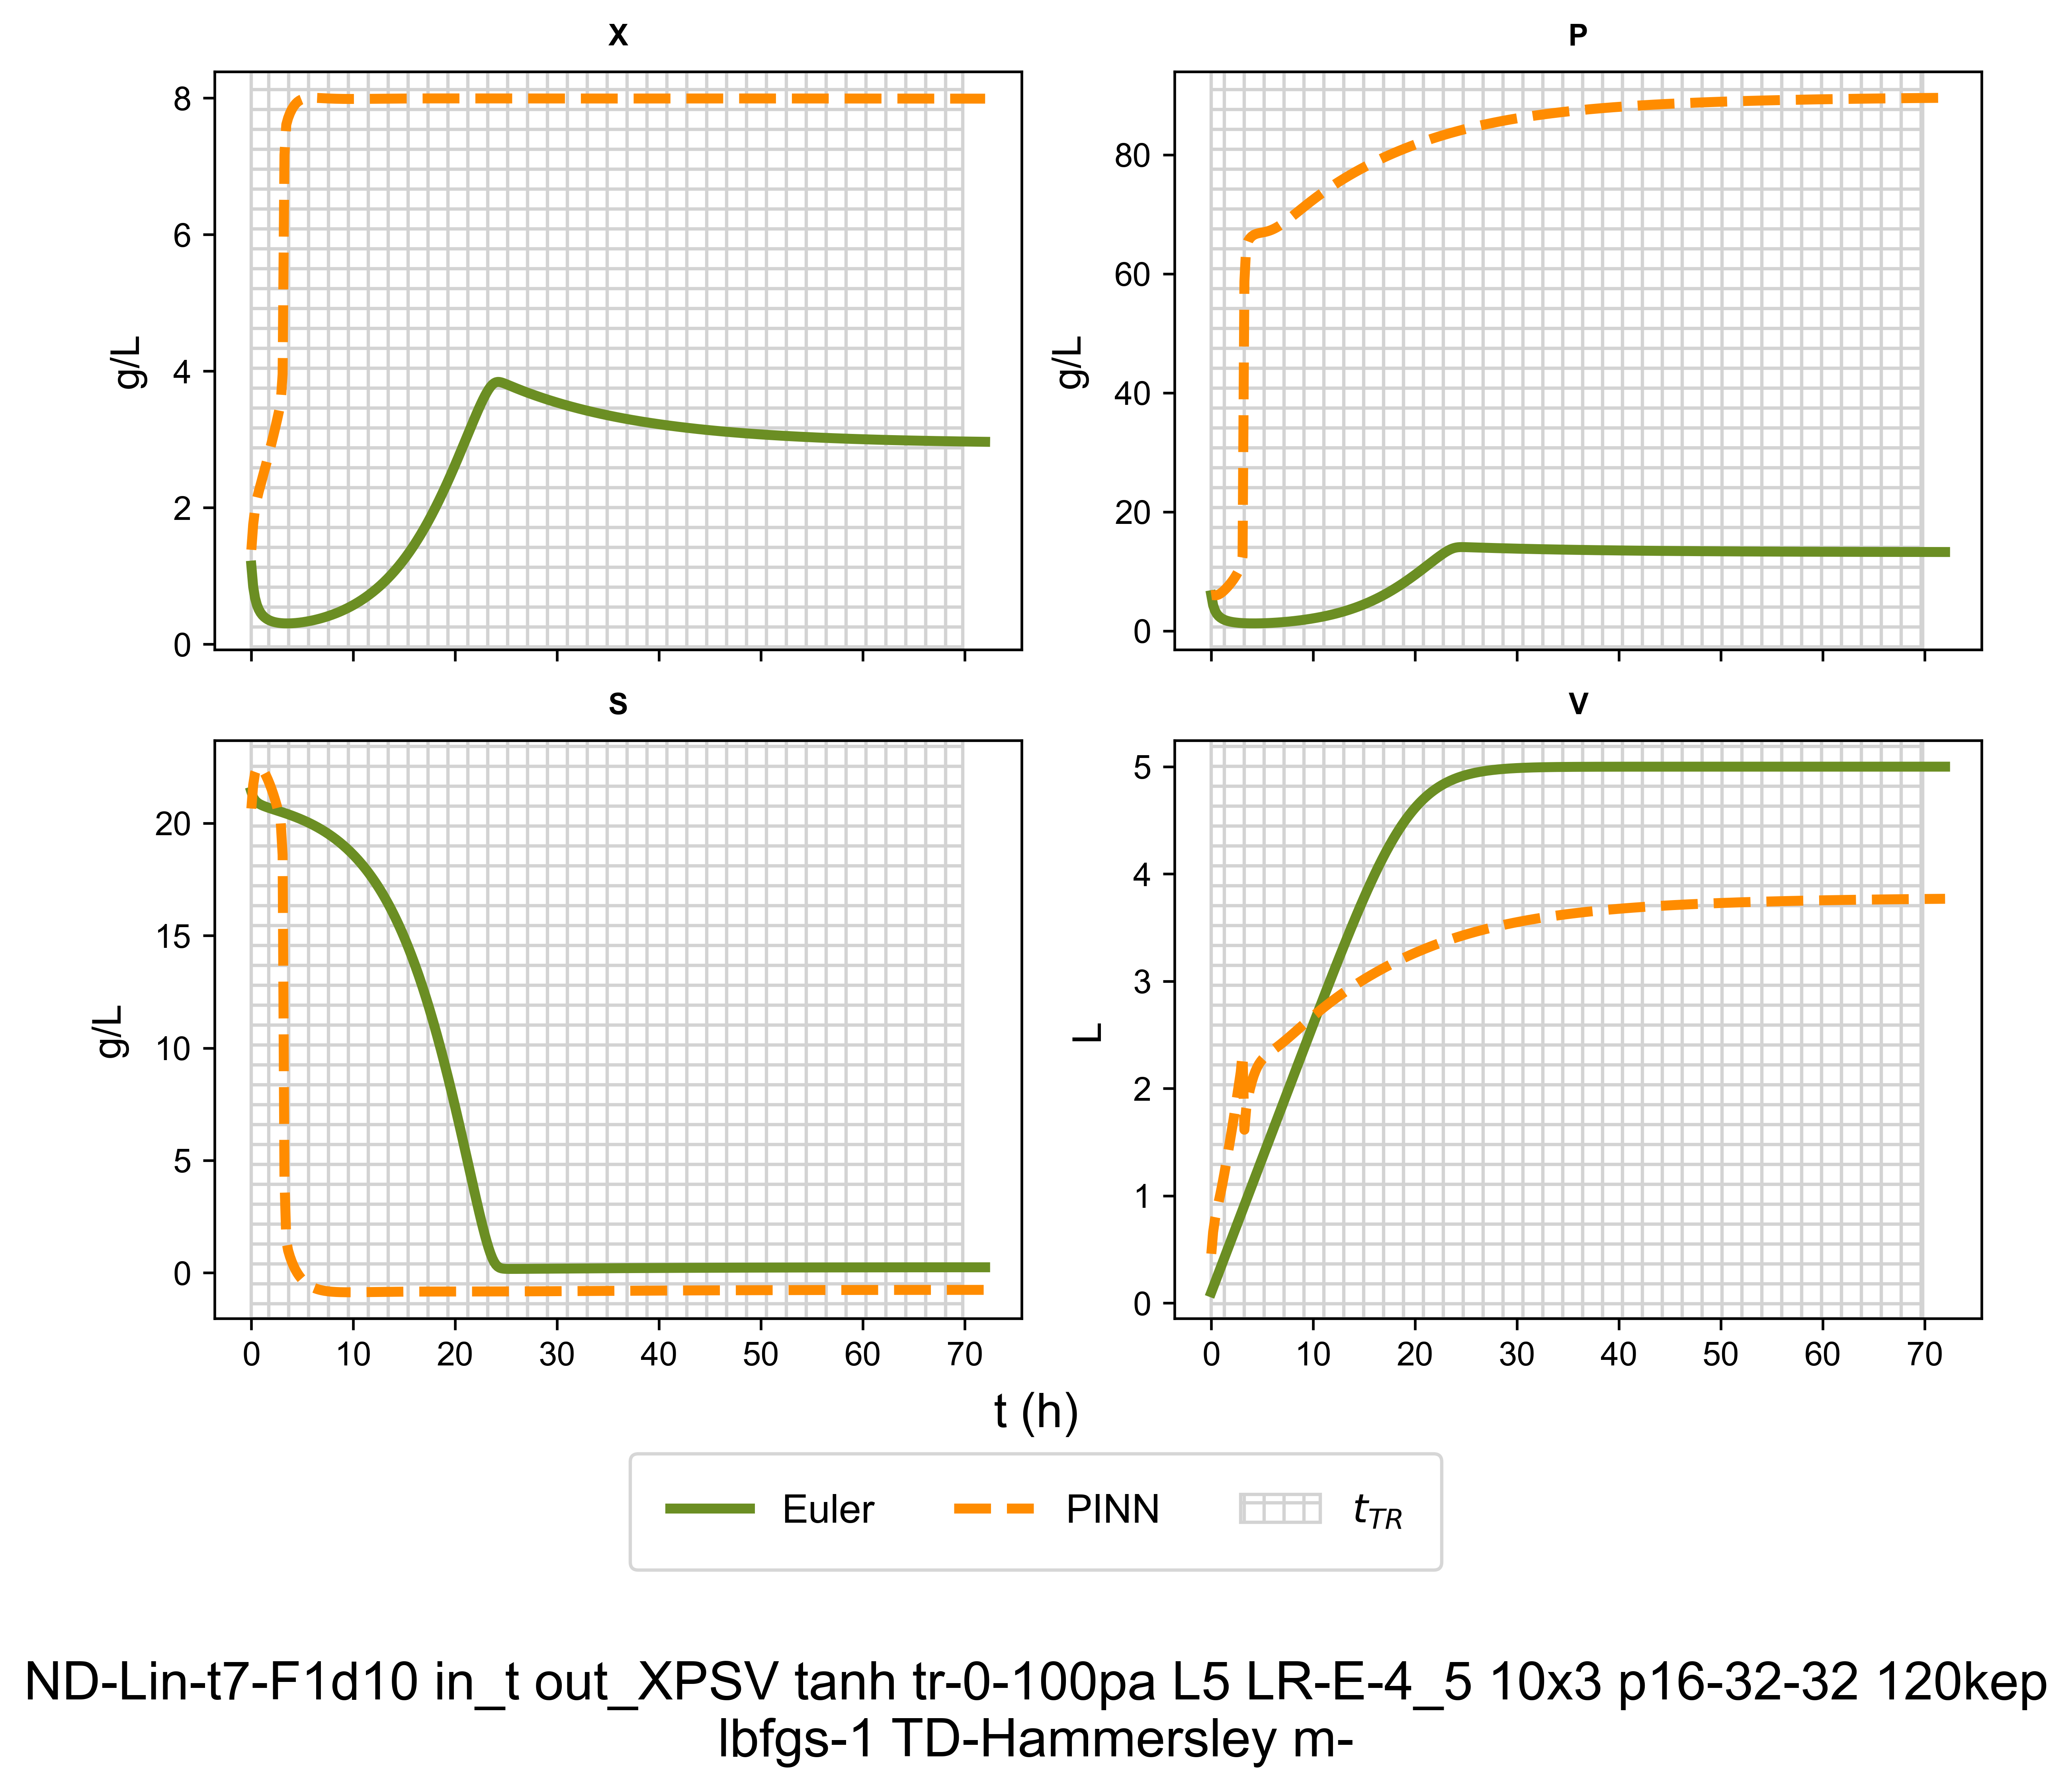 X
P
8
6
4
2
0
g/L
80
60
40
20
0
g/L
S
V
20
15
10
5
0
g/L
5
4
3
2
1
0
L
0 10 20 30 40 50 60 70
0 10 20 30 40 50 60 70
t (h)
Euler PINN t_{TR}
ND-Lin-t7-F1d10 in_t out_XPSV tanh tr-0-100pa L5 LR-E-4_5 10x3 p16-32-32 120kep
lbfgs-1 TD-Hammersley m-